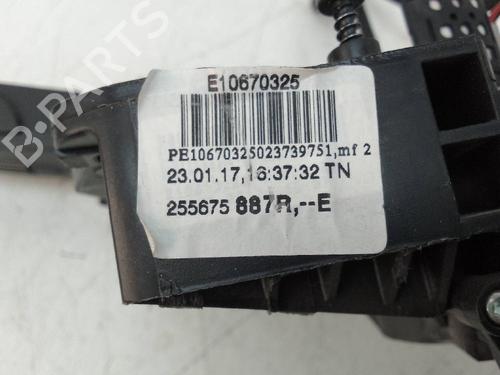 B-PARTS
E10670325
PE10670325023739751,mf 2
23.01.17,16:37:32 TN
255675 887R,--E